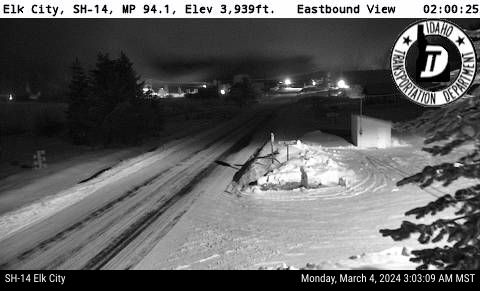 Elk City, SH-14, MP 94.1, Elev 3,939ft. Eastbound View 02:00:25
IDAHO
TRANSPORTATION DEPARTMENT
SH-14 Elk City Monday, March 4, 2024 3:03:09 AM MST